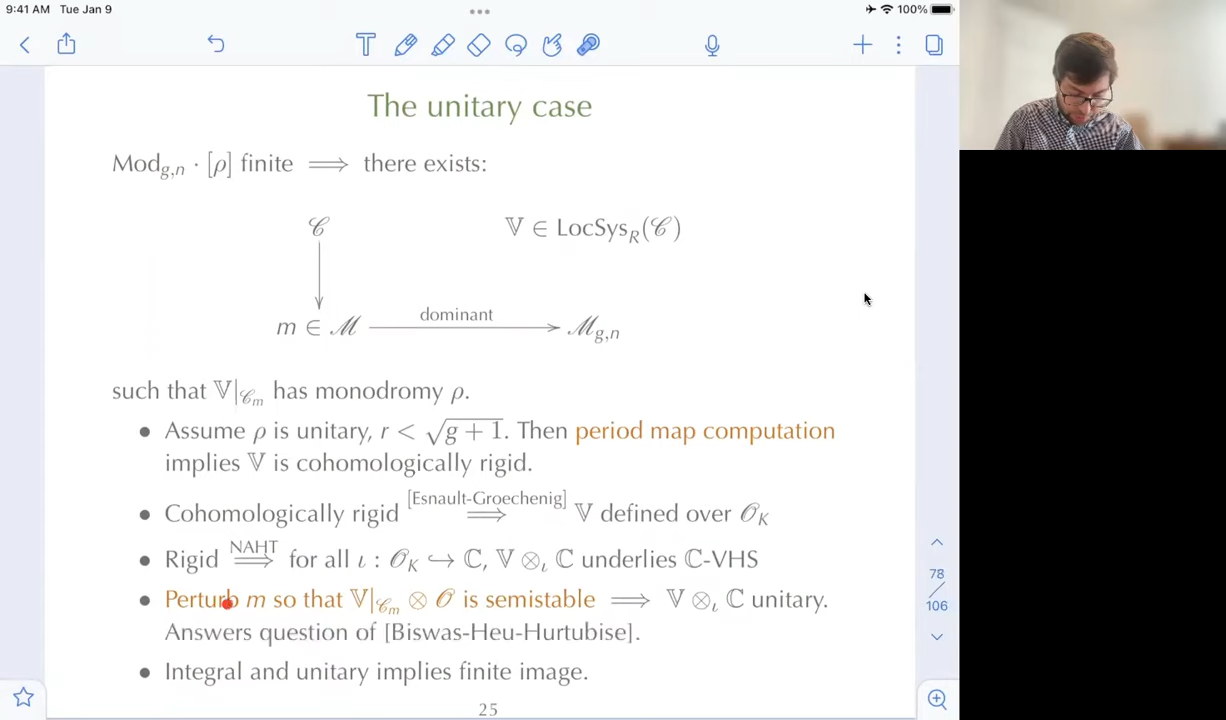 9:41 AM Tue Jan 9
100%
The unitary case
Mod_{g,n} · [ρ] finite ⟹ there exists:
𝒞 𝕍 ∈ LocSys_R(𝒞)
dominant
m ∈ ℳ ⟶ ℳ_{g,n}
such that 𝕍|_{𝒞_m} has monodromy ρ.
● Assume ρ is unitary, r < √(g + 1). Then period map computation
implies 𝕍 is cohomologically rigid.
[Esnault-Groechenig]
● Cohomologically rigid ⟹ 𝕍 defined over 𝒪_K
NAHT
● Rigid ⟹ for all ι : 𝒪_K ↪ ℂ, 𝕍 ⊗_ι ℂ underlies ℂ-VHS
● Perturb m so that 𝕍|_{𝒞_m} ⊗ 𝒪 is semistable ⟹ 𝕍 ⊗_ι ℂ unitary.
Answers question of [Biswas-Heu-Hurtubise].
● Integral and unitary implies finite image.
25
78
106